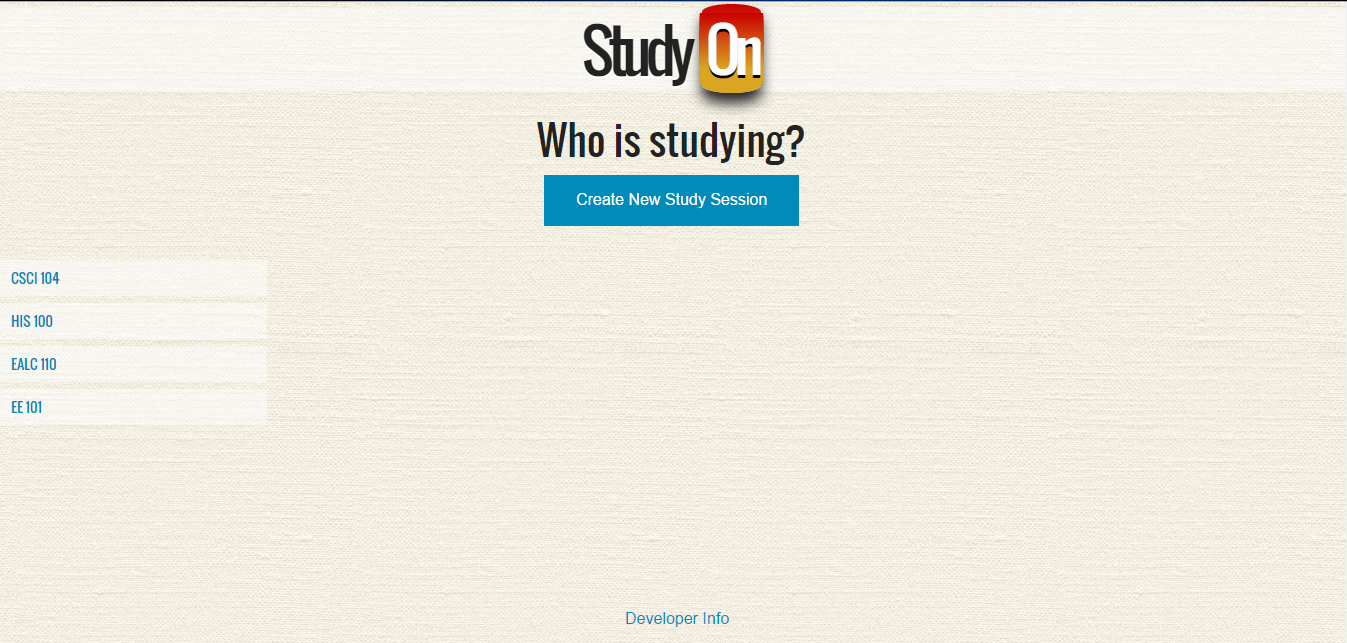 Study On
Who is studying?
Create New Study Session
CSCI 104
HIS 100
EALC 110
EE 101
Developer Info